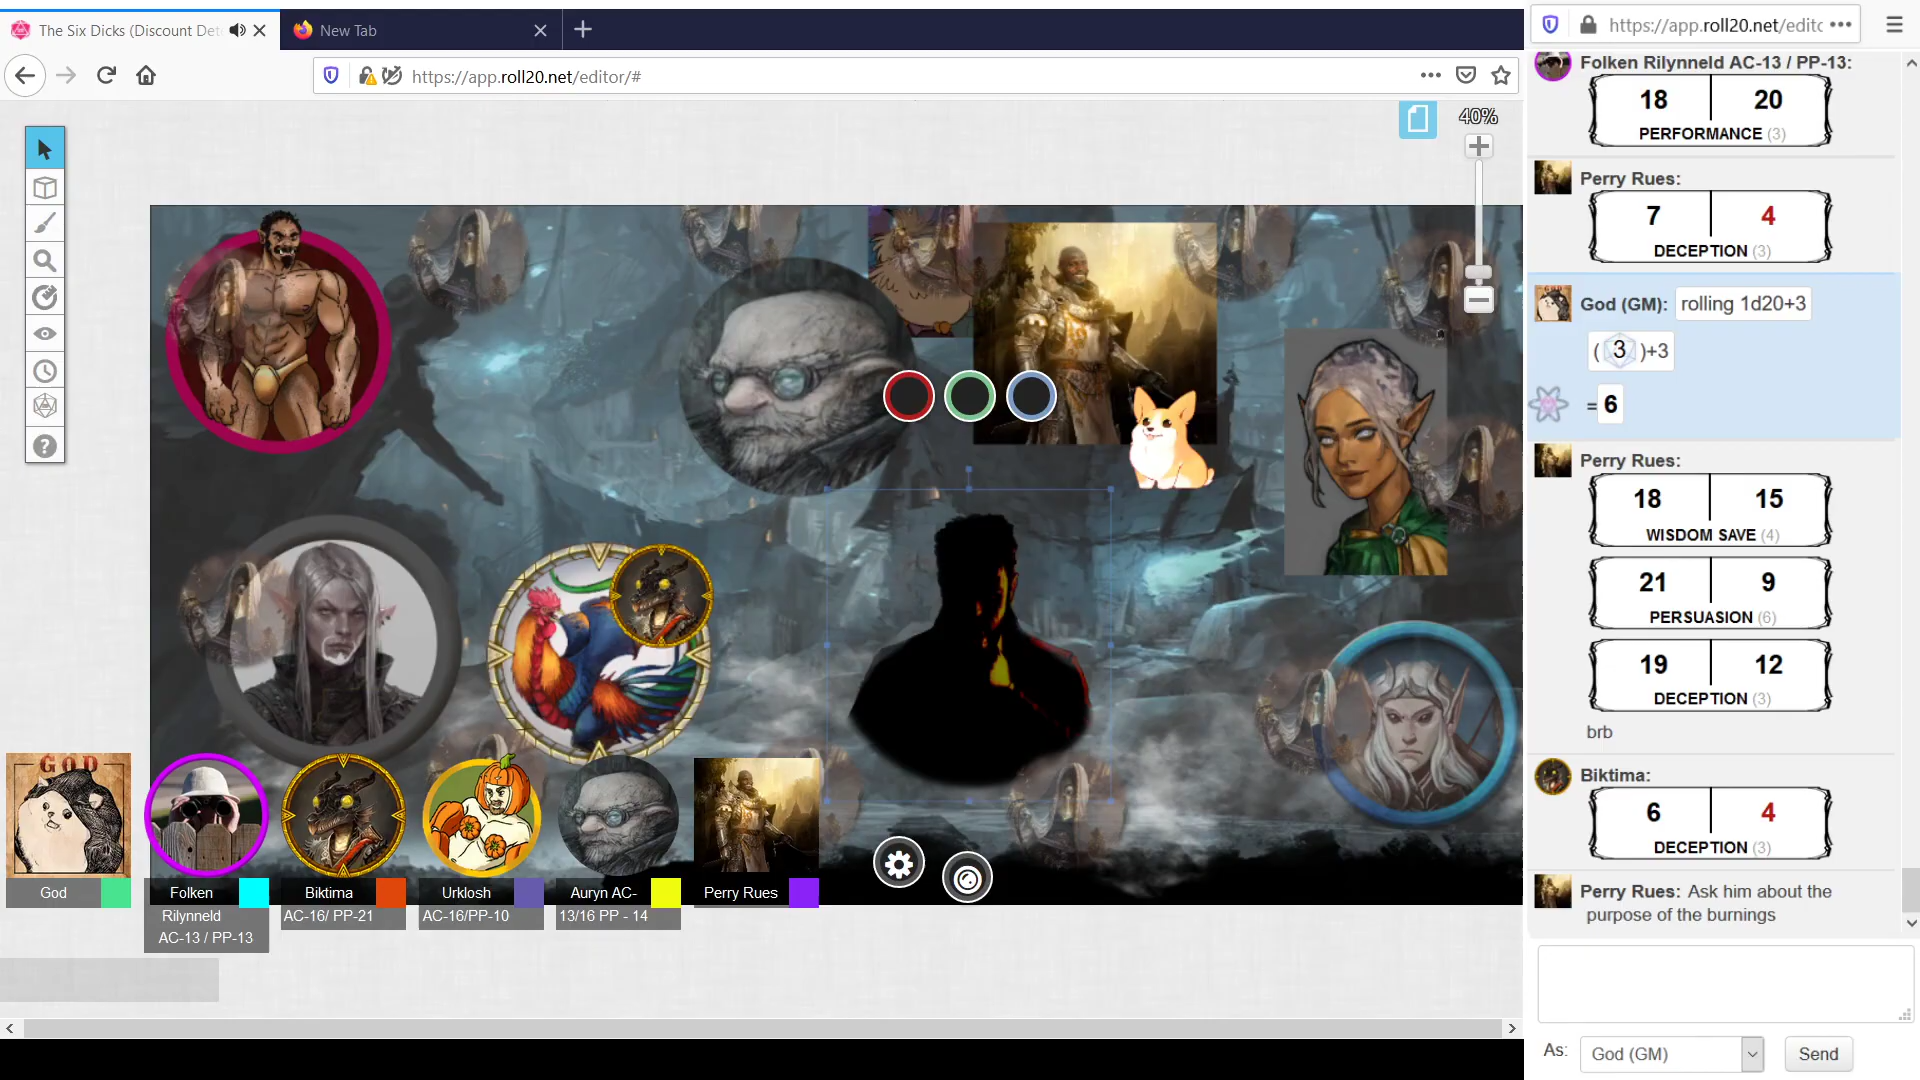 The Six Dicks (Discount Det
New Tab
https://app.roll20.net/editor/#
40%
GOD
God
Folken
Rilynneld
AC-13 / PP-13
Biktima
AC-16/ PP-21
Urklosh
AC-16/PP-10
Auryn AC-
13/16 PP - 14
Perry Rues
https://app.roll20.net/editc
Folken Rilynneld AC-13 / PP-13:
18 20
PERFORMANCE (3)
Perry Rues:
7 4
DECEPTION (3)
God (GM): rolling 1d20+3
(3)+3
=6
Perry Rues:
18 15
WISDOM SAVE (4)
21 9
PERSUASION (6)
19 12
DECEPTION (3)
brb
Biktima:
6 4
DECEPTION (3)
Perry Rues: Ask him about the
purpose of the burnings
As: God (GM) Send